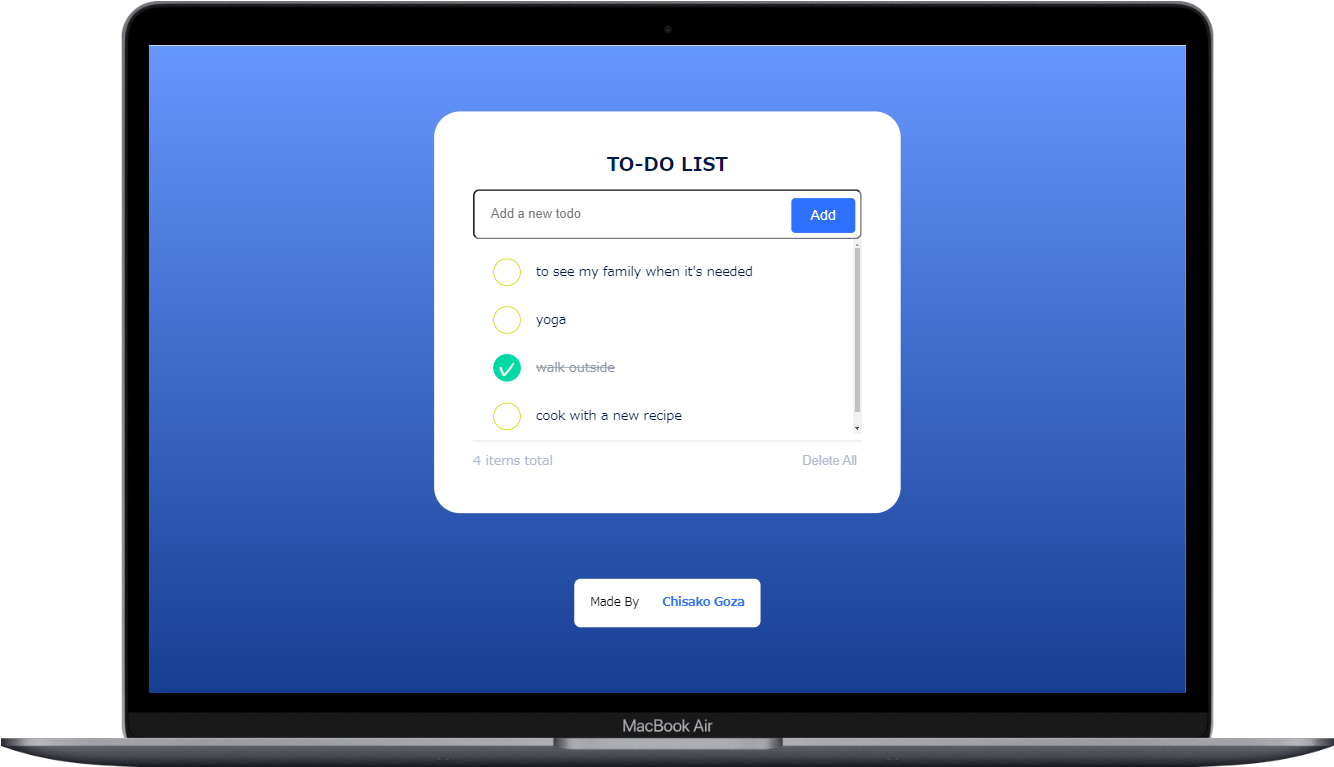 TO-DO LIST
Add a new todo
Add
to see my family when it's needed
yoga
walk outside
cook with a new recipe
4 items total
Delete All
Made By Chisako Goza
MacBook Air